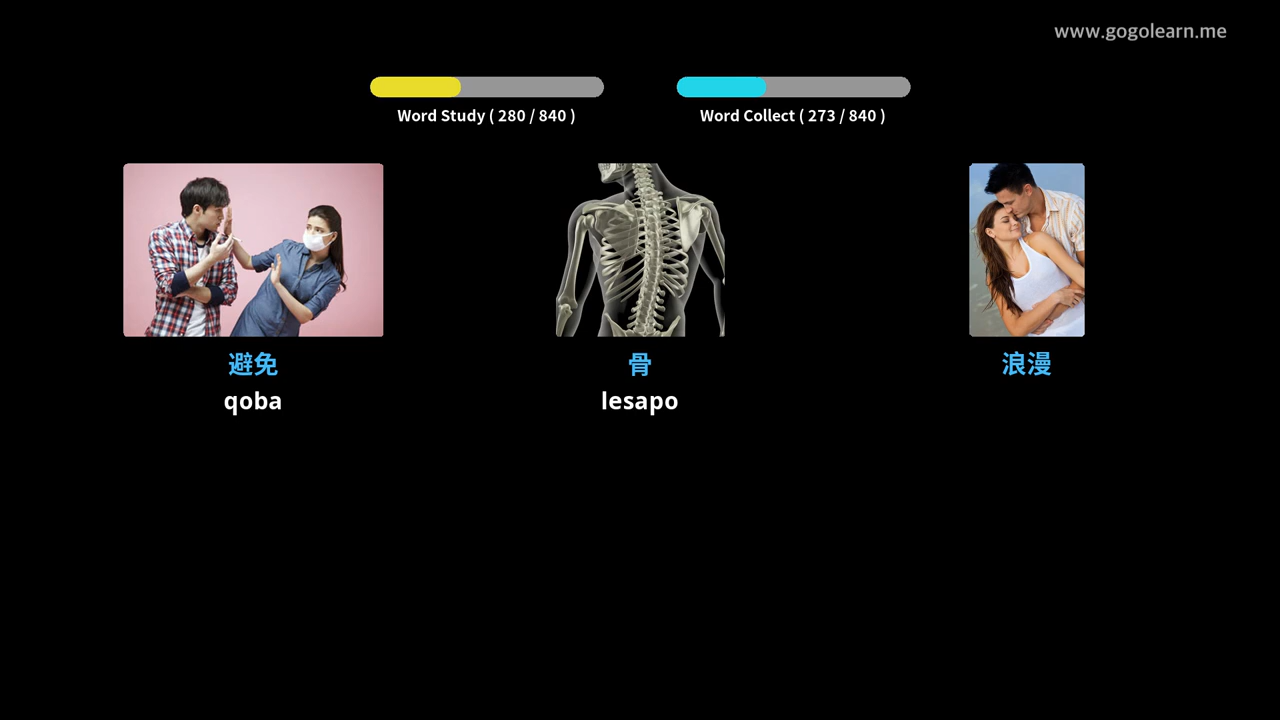 www.gogolearn.me
Word Study ( 280 / 840 )
Word Collect ( 273 / 840 )
避免
qoba
骨
lesapo
浪漫